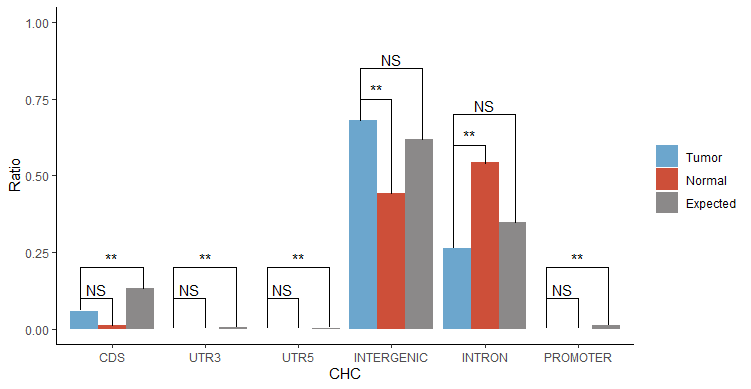 1.00
0.75
0.50
0.25
0.00
Ratio
NS
**
NS
**
NS
**
NS
**
NS
**
NS
**
CDS
UTR3
UTR5
INTERGENIC
INTRON
PROMOTER
CHC
Tumor
Normal
Expected